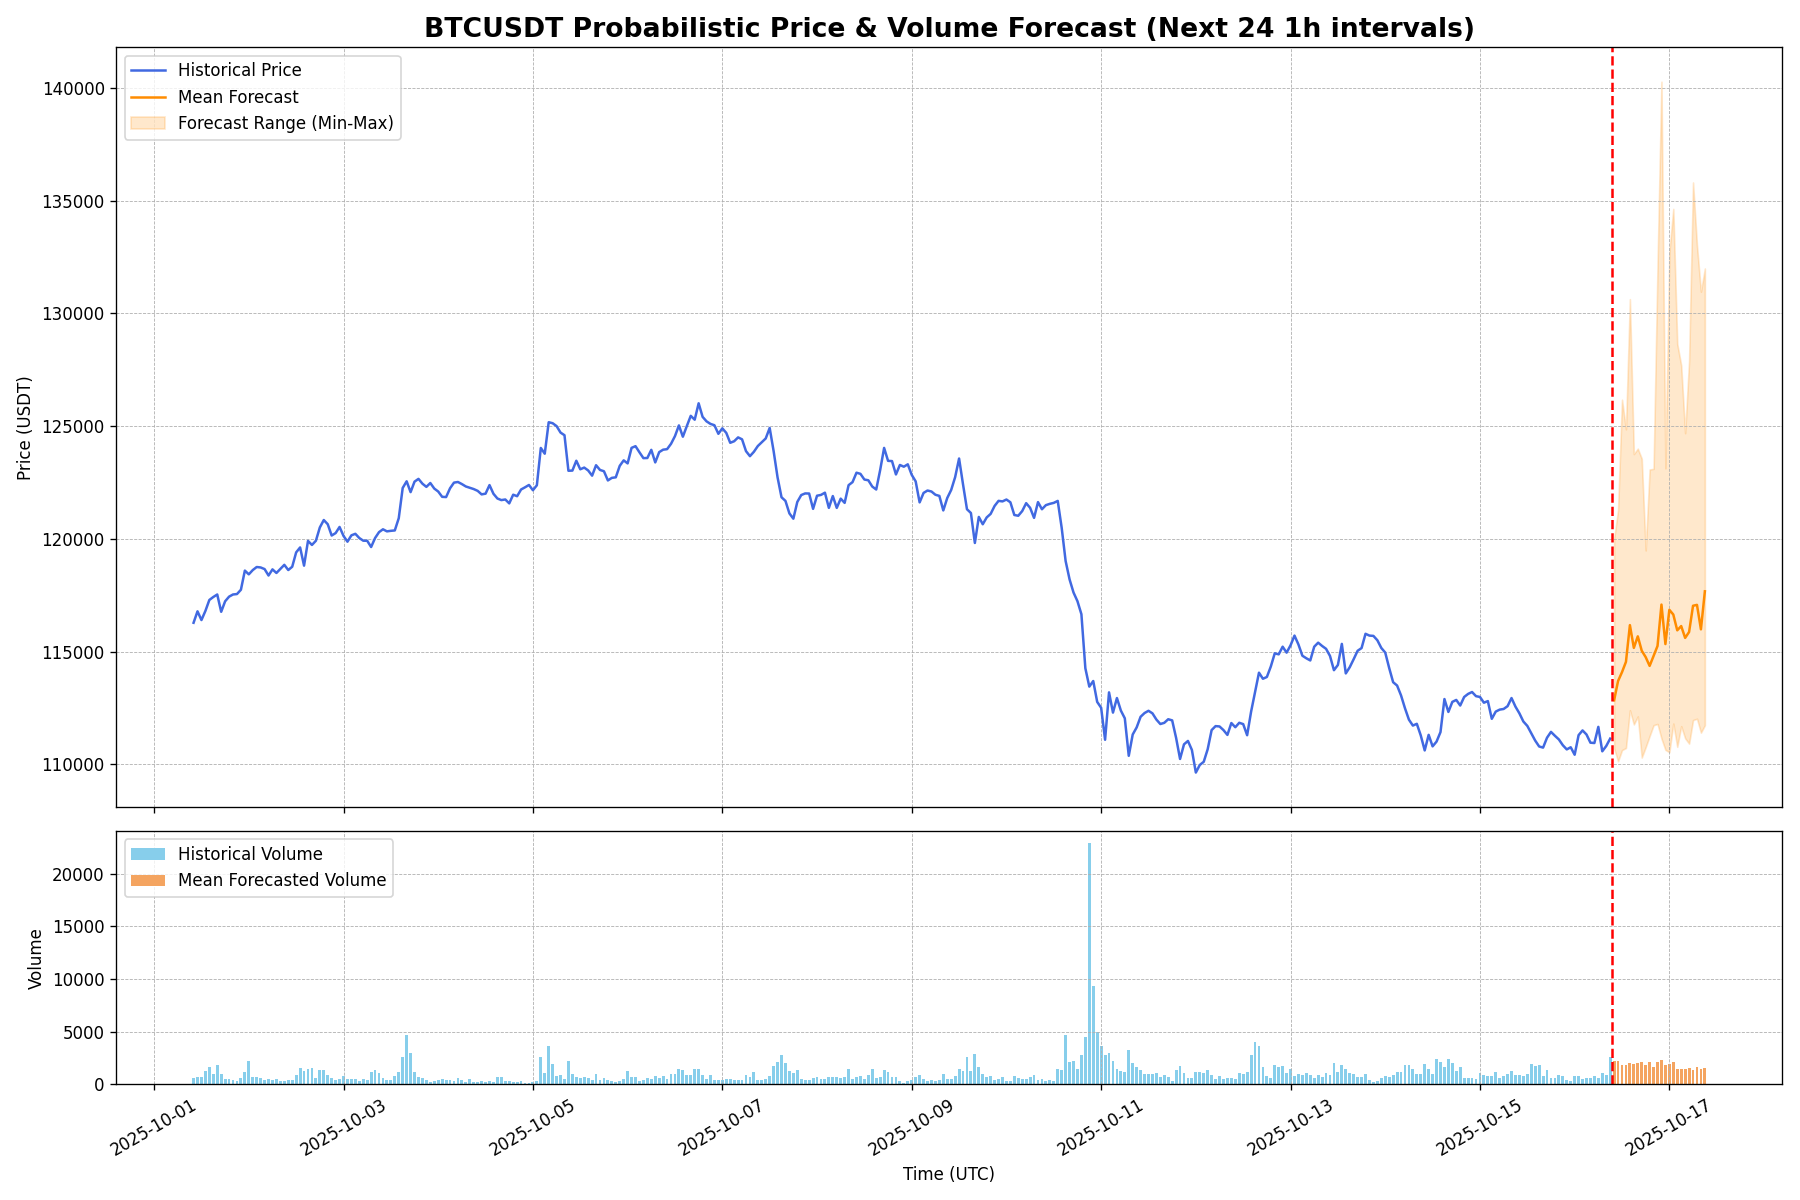 BTCUSDT Probabilistic Price & Volume Forecast (Next 24 1h intervals)
Historical Price
Mean Forecast
Forecast Range (Min-Max)
140000
135000
130000
125000
120000
115000
110000
Price (USDT)
Historical Volume
Mean Forecasted Volume
20000
15000
10000
5000
0
Volume
2025-10-01
2025-10-03
2025-10-05
2025-10-07
2025-10-09
2025-10-11
2025-10-13
2025-10-15
2025-10-17
Time (UTC)